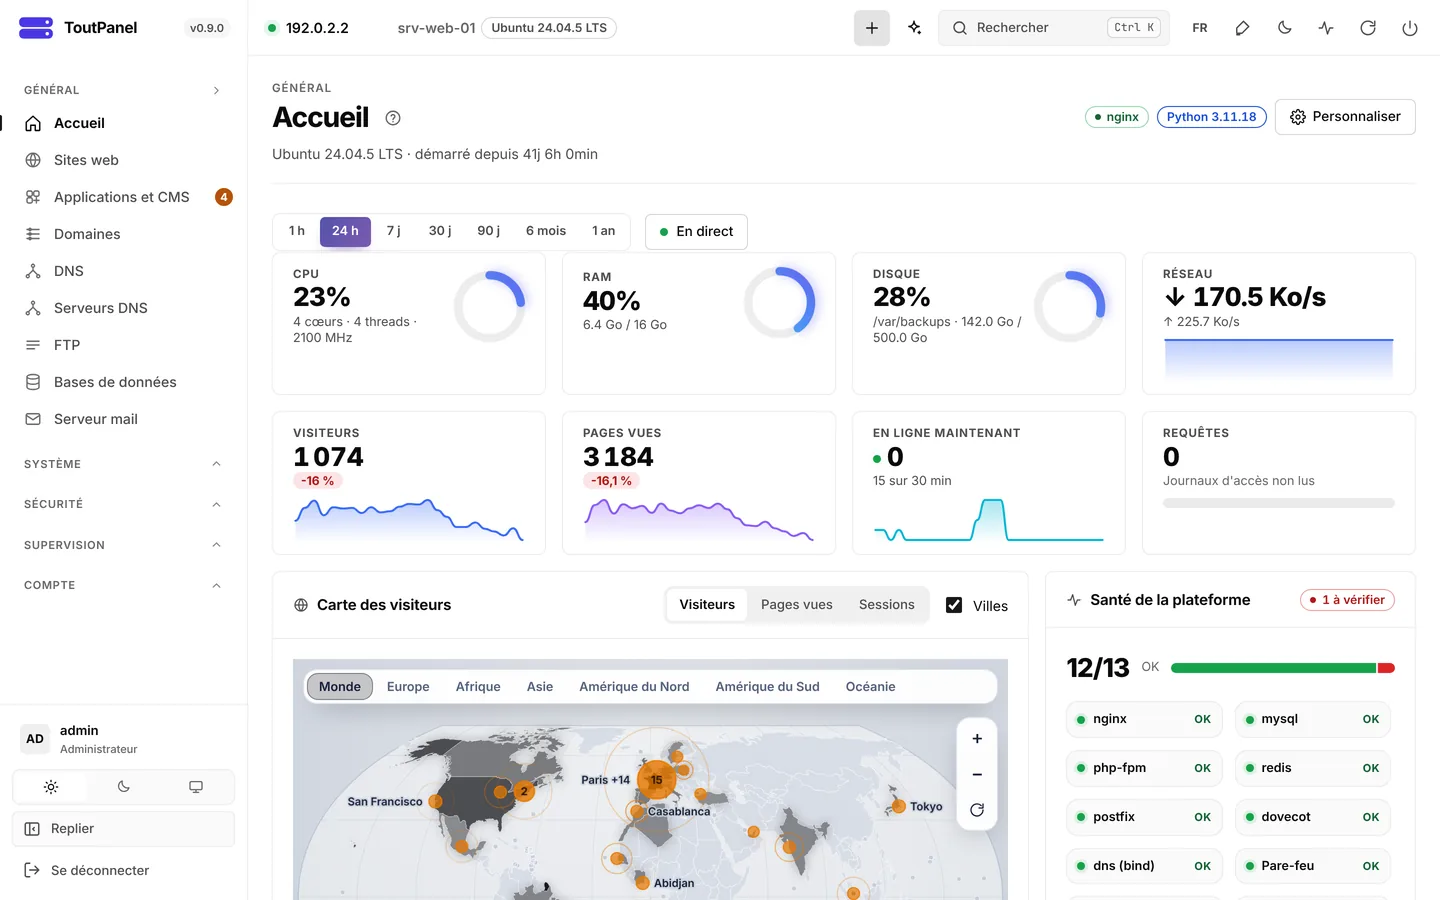 ToutPanel
v0.9.0
192.0.2.2
srv-web-01
Ubuntu 24.04.5 LTS
Rechercher
Ctrl K
FR
GÉNÉRAL
Accueil
Sites web
Applications et CMS
4
Domaines
DNS
Serveurs DNS
FTP
Bases de données
Serveur mail
SYSTÈME
SÉCURITÉ
SUPERVISION
COMPTE
AD
admin
Administrateur
Replier
Se déconnecter
GÉNÉRAL
Accueil
Ubuntu 24.04.5 LTS · démarré depuis 41j 6h 0min
nginx
Python 3.11.18
Personnaliser
1 h
24 h
7 j
30 j
90 j
6 mois
1 an
En direct
CPU
23%
4 cœurs · 4 threads ·
2100 MHz
RAM
40%
6.4 Go / 16 Go
DISQUE
28%
/var/backups · 142.0 Go /
500.0 Go
RÉSEAU
↓ 170.5 Ko/s
↑ 225.7 Ko/s
VISITEURS
1 074
-16 %
PAGES VUES
3 184
-16,1 %
EN LIGNE MAINTENANT
0
15 sur 30 min
REQUÊTES
0
Journaux d'accès non lus
Carte des visiteurs
Visiteurs
Pages vues
Sessions
Villes
Monde
Europe
Afrique
Asie
Amérique du Nord
Amérique du Sud
Océanie
+
−
San Francisco
2
Paris +14
15
Casablanca
Tokyo
Abidjan
Santé de la plateforme
1 à vérifier
12/13
OK
nginx OK
mysql OK
php-fpm OK
redis OK
postfix OK
dovecot OK
dns (bind) OK
Pare-feu OK